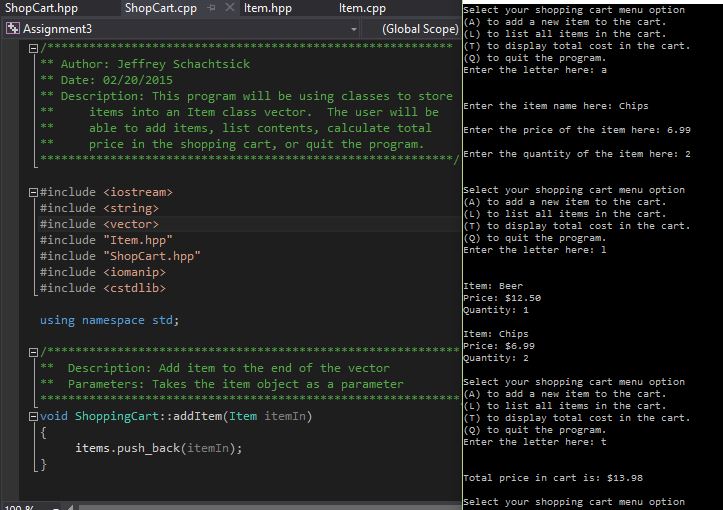 ShopCart.hpp ShopCart.cpp Item.hpp Item.cpp
Assignment3 (Global Scope)
/*************************************************************
** Author: Jeffrey Schachtsick
** Date: 02/20/2015
** Description: This program will be using classes to store
** items into an Item class vector. The user will be
** able to add items, list contents, calculate total
** price in the shopping cart, or quit the program.
**************************************************************/
#include <iostream>
#include <string>
#include <vector>
#include "Item.hpp"
#include "ShopCart.hpp"
#include <iomanip>
#include <cstdlib>
using namespace std;
/**************************************************************
** Description: Add item to the end of the vector
** Parameters: Takes the item object as a parameter
***************************************************************
void ShoppingCart::addItem(Item itemIn)
{
items.push_back(itemIn);
}
100 %
Select your shopping cart menu option
(A) to add a new item to the cart.
(L) to list all items in the cart.
(T) to display total cost in the cart.
(Q) to quit the program.
Enter the letter here: a
Enter the item name here: Chips
Enter the price of the item here: 6.99
Enter the quantity of the item here: 2
Select your shopping cart menu option
(A) to add a new item to the cart.
(L) to list all items in the cart.
(T) to display total cost in the cart.
(Q) to quit the program.
Enter the letter here: l
Item: Beer
Price: $12.50
Quantity: 1
Item: Chips
Price: $6.99
Quantity: 2
Select your shopping cart menu option
(A) to add a new item to the cart.
(L) to list all items in the cart.
(T) to display total cost in the cart.
(Q) to quit the program.
Enter the letter here: t
Total price in cart is: $13.98
Select your shopping cart menu option